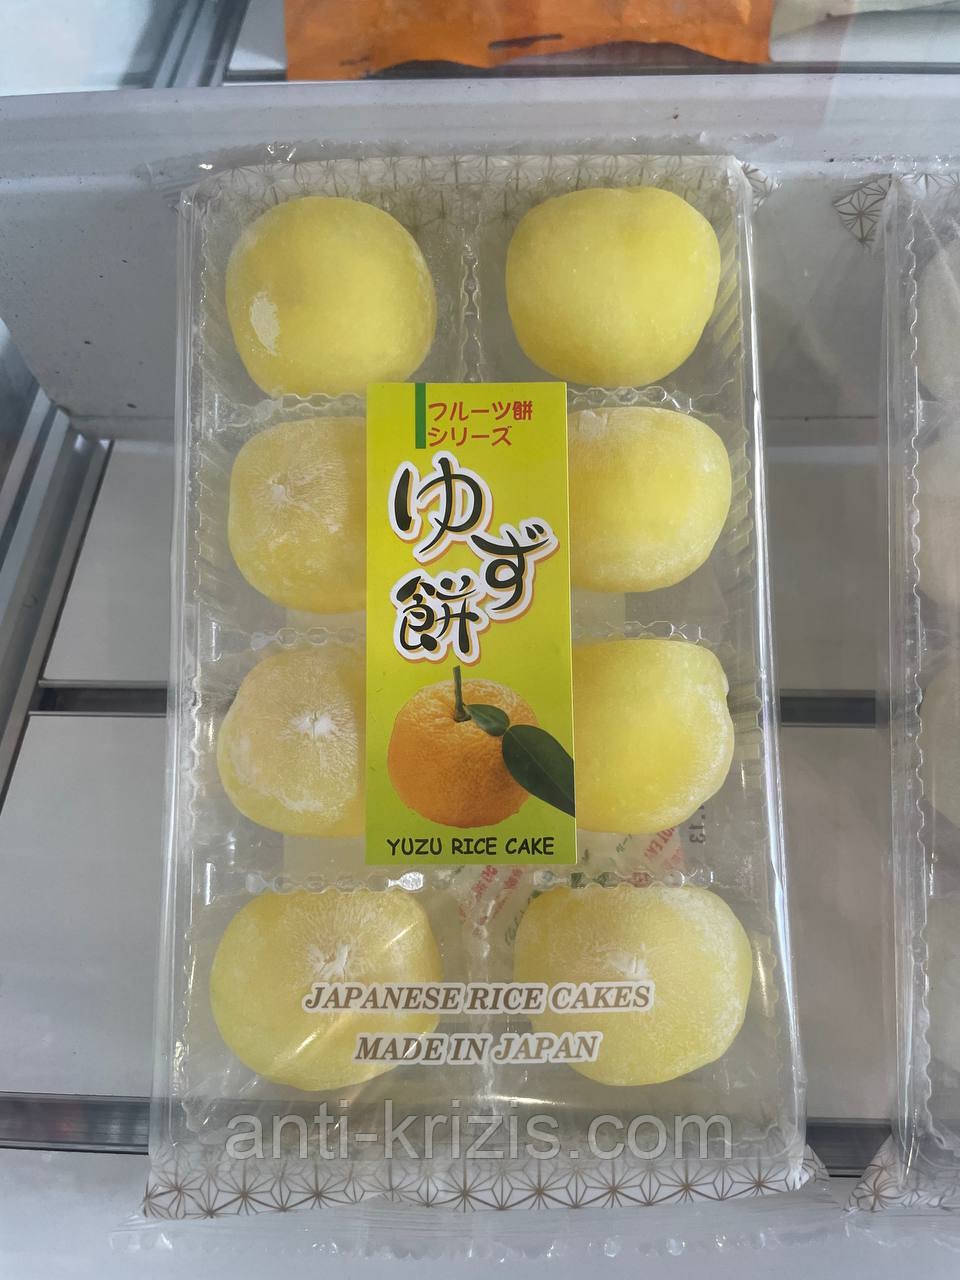 フルーツ餅
シリーズ
ゆず餅
YUZU RICE CAKE
.13
JAPANESE RICE CAKES
MADE IN JAPAN
anti-krizis.com